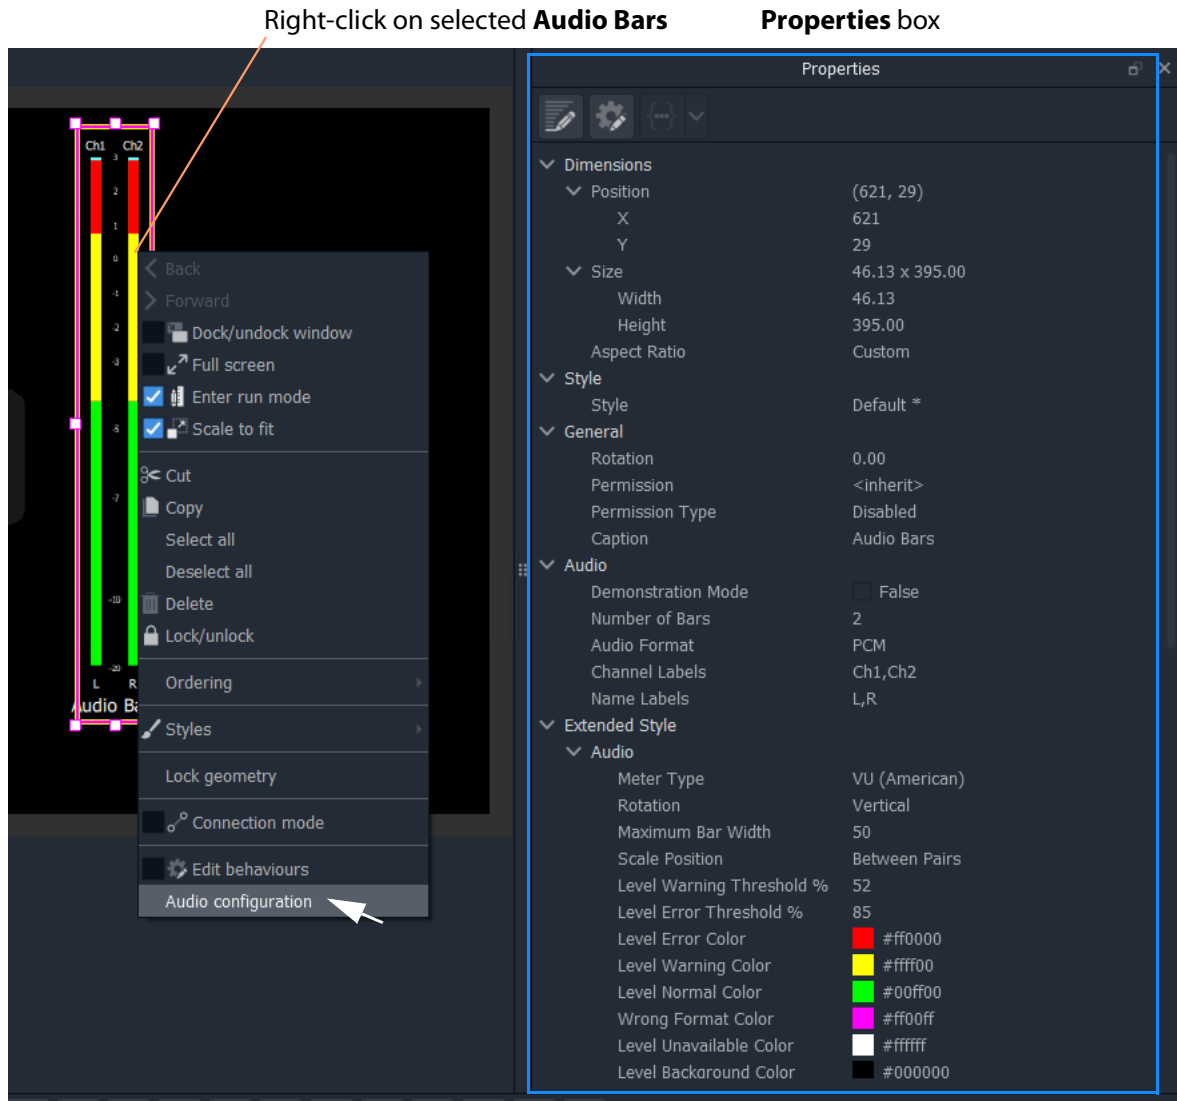 Right-click on selected Audio Bars
Properties box
Ch1 Ch2
3
2
1
0
-1
-2
-3
-5
-7
-10
-20
L R
Audio Ba
Back
Forward
Dock/undock window
Full screen
Enter run mode
Scale to fit
Cut
Copy
Select all
Deselect all
Delete
Lock/unlock
Ordering
Styles
Lock geometry
Connection mode
Edit behaviours
Audio configuration
Properties
Dimensions
Position (621, 29)
X 621
Y 29
Size 46.13 x 395.00
Width 46.13
Height 395.00
Aspect Ratio Custom
Style
Style Default *
General
Rotation 0.00
Permission <inherit>
Permission Type Disabled
Caption Audio Bars
Audio
Demonstration Mode False
Number of Bars 2
Audio Format PCM
Channel Labels Ch1,Ch2
Name Labels L,R
Extended Style
Audio
Meter Type VU (American)
Rotation Vertical
Maximum Bar Width 50
Scale Position Between Pairs
Level Warning Threshold % 52
Level Error Threshold % 85
Level Error Color #ff0000
Level Warning Color #ffff00
Level Normal Color #00ff00
Wrong Format Color #ff00ff
Level Unavailable Color #ffffff
Level Background Color #000000